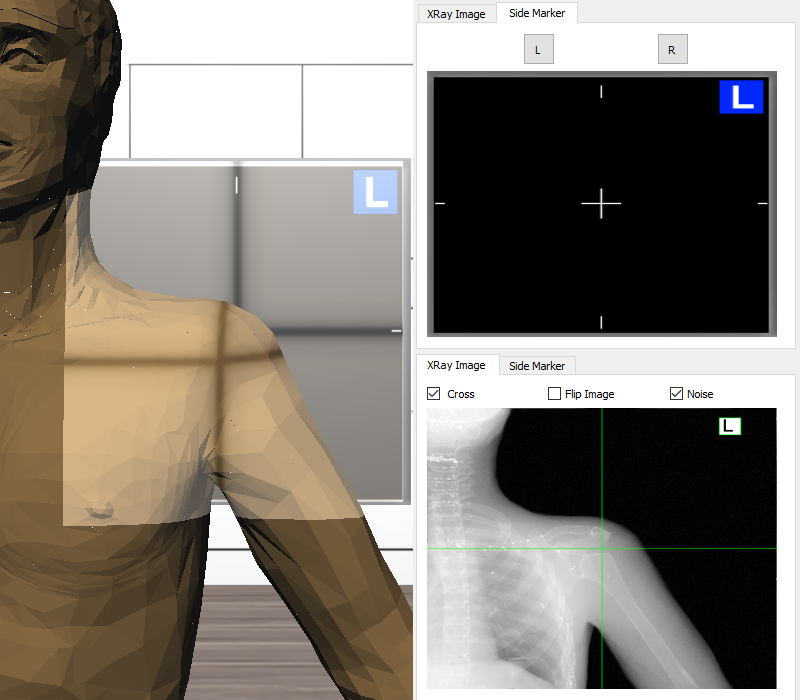 XRay Image Side Marker
L R
L
L
XRay Image Side Marker
Cross Flip Image Noise
L